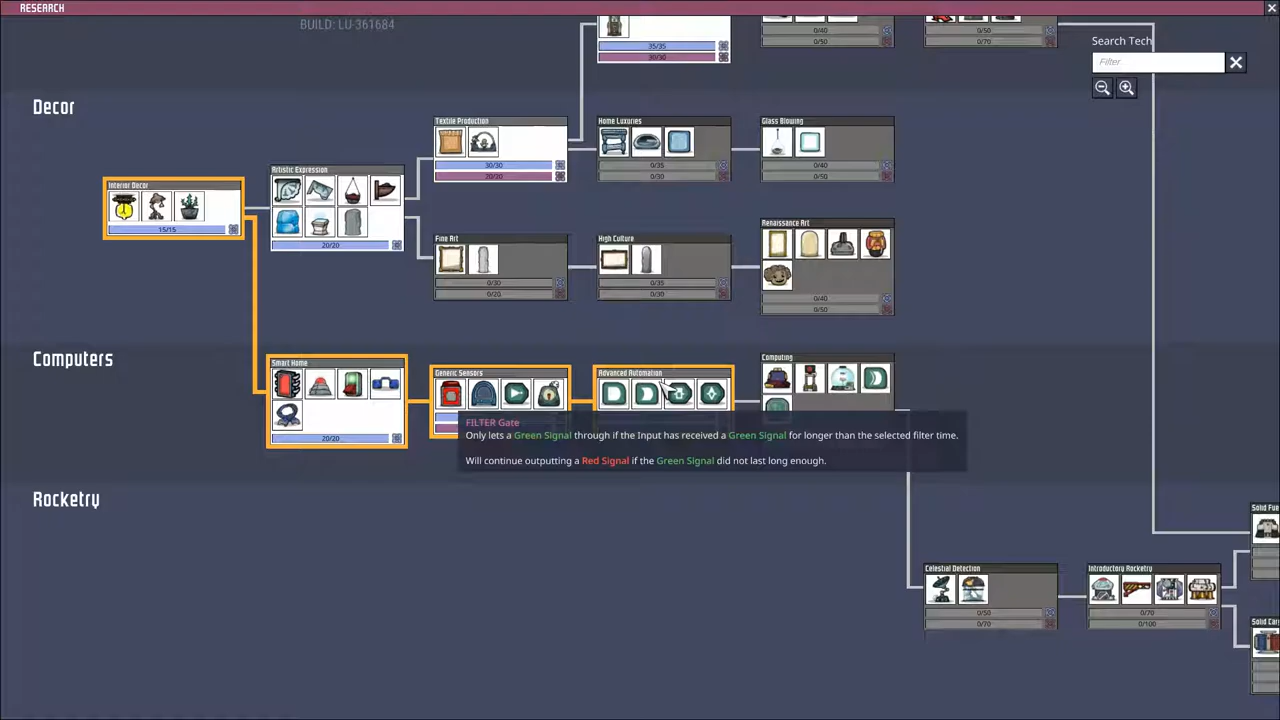 RESEARCH
BUILD: LU-361684
Search Tech
Filter
35/35
30/30
0/40
0/50
0/50
0/70
Decor
Interior Decor
15/15
Artistic Expression
20/20
Textile Production
30/30
20/20
Home Luxuries
0/35
0/30
Glass Blowing
0/40
0/50
Fine Art
0/30
0/20
High Culture
0/35
0/30
Renaissance Art
0/40
0/50
Computers
Smart Home
20/20
Generic Sensors
Advanced Automation
Computing
FILTER Gate
Only lets a Green Signal through if the Input has received a Green Signal for longer than the selected filter time.
Will continue outputting a Red Signal if the Green Signal did not last long enough.
Rocketry
Celestial Detection
0/50
0/70
Introductory Rocketry
0/70
0/100
Solid Fue
Solid Car